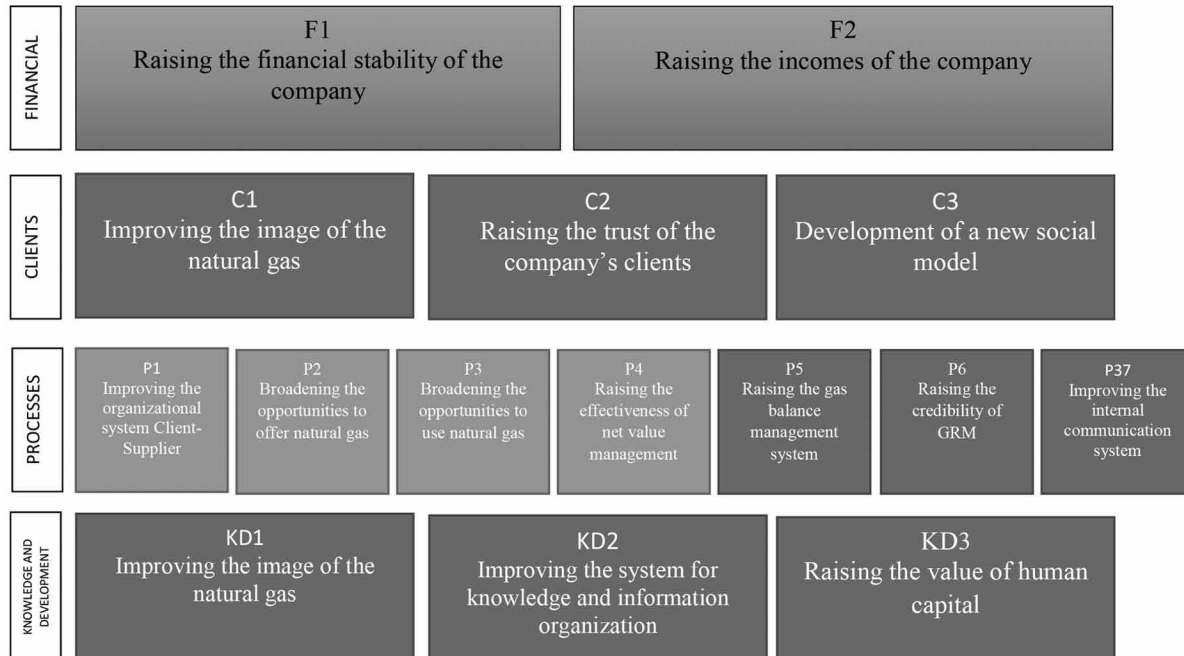 FINANCIAL
F1
Raising the financial stability of the
company
F2
Raising the incomes of the company
CLIENTS
C1
Improving the image of the
natural gas
C2
Raising the trust of the
company’s clients
C3
Development of a new social
model
PROCESSES
P1
Improving the
organizational
system Client-
Supplier
P2
Broadening the
opportunities to
offer natural gas
P3
Broadening the
opportunities to
use natural gas
P4
Raising the
effectiveness of
net value
management
P5
Raising the gas
balance
management
system
P6
Raising the
credibility of
GRM
P37
Improving the
internal
communication
system
KNOWLEDGE AND
DEVELOPMENT
KD1
Improving the image of the
natural gas
KD2
Improving the system for
knowledge and information
organization
KD3
Raising the value of human
capital